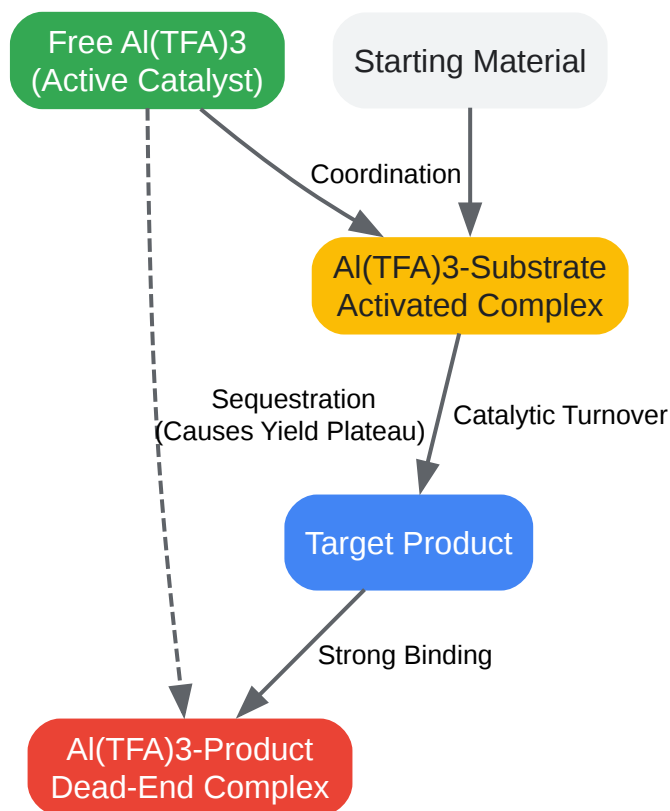 Free Al(TFA)3
(Active Catalyst)
Starting Material
Coordination
Al(TFA)3-Substrate
Activated Complex
Sequestration
(Causes Yield Plateau)
Catalytic Turnover
Target Product
Strong Binding
Al(TFA)3-Product
Dead-End Complex